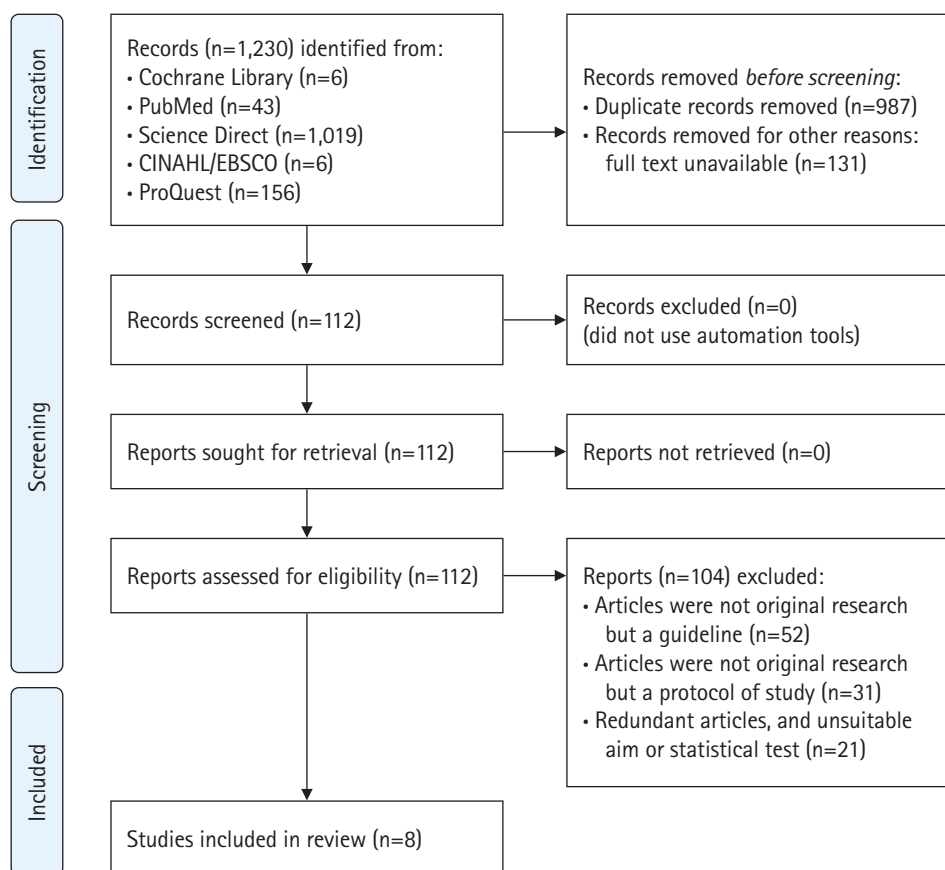 Identification
Records (n=1,230) identified from:
• Cochrane Library (n=6)
• PubMed (n=43)
• Science Direct (n=1,019)
• CINAHL/EBSCO (n=6)
• ProQuest (n=156)
Records removed before screening:
• Duplicate records removed (n=987)
• Records removed for other reasons:
full text unavailable (n=131)
Screening
Records screened (n=112)
Records excluded (n=0)
(did not use automation tools)
Reports sought for retrieval (n=112)
Reports not retrieved (n=0)
Reports assessed for eligibility (n=112)
Reports (n=104) excluded:
• Articles were not original research
but a guideline (n=52)
• Articles were not original research
but a protocol of study (n=31)
• Redundant articles, and unsuitable
aim or statistical test (n=21)
Included
Studies included in review (n=8)